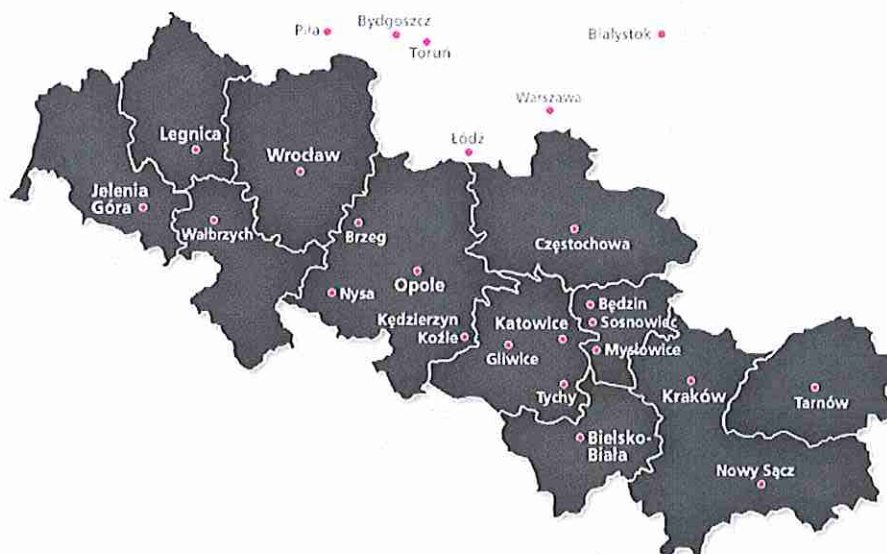 Piła
Bydgoszcz
Toruń
Białystok
Warszawa
Łódź
Legnica
Wrocław
Jelenia
Góra
Wałbrzych
Brzeg
Częstochowa
Opole
Nysa
Będzin
Sosnowiec
Kędzierzyn
Koźle
Katowice
Gliwice
Mysłowice
Tychy
Kraków
Tarnów
Bielsko-
Biała
Nowy Sącz